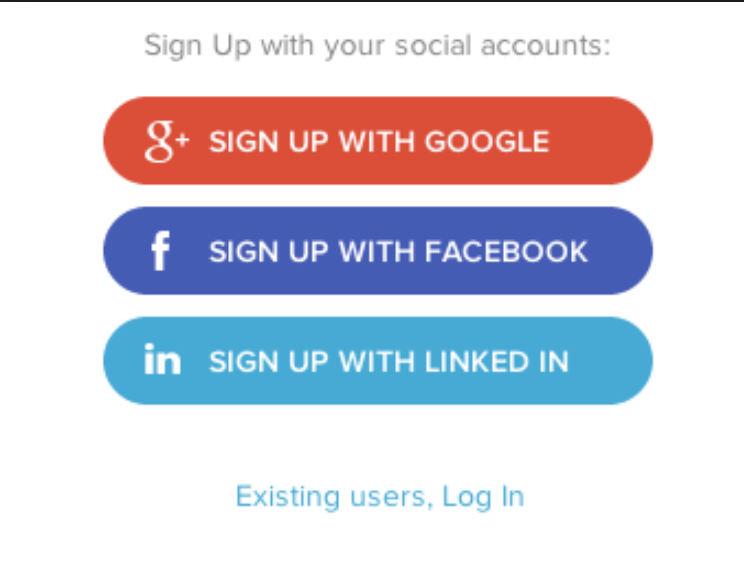 Sign Up with your social accounts:
g+ SIGN UP WITH GOOGLE
f SIGN UP WITH FACEBOOK
in SIGN UP WITH LINKED IN
Existing users, Log In